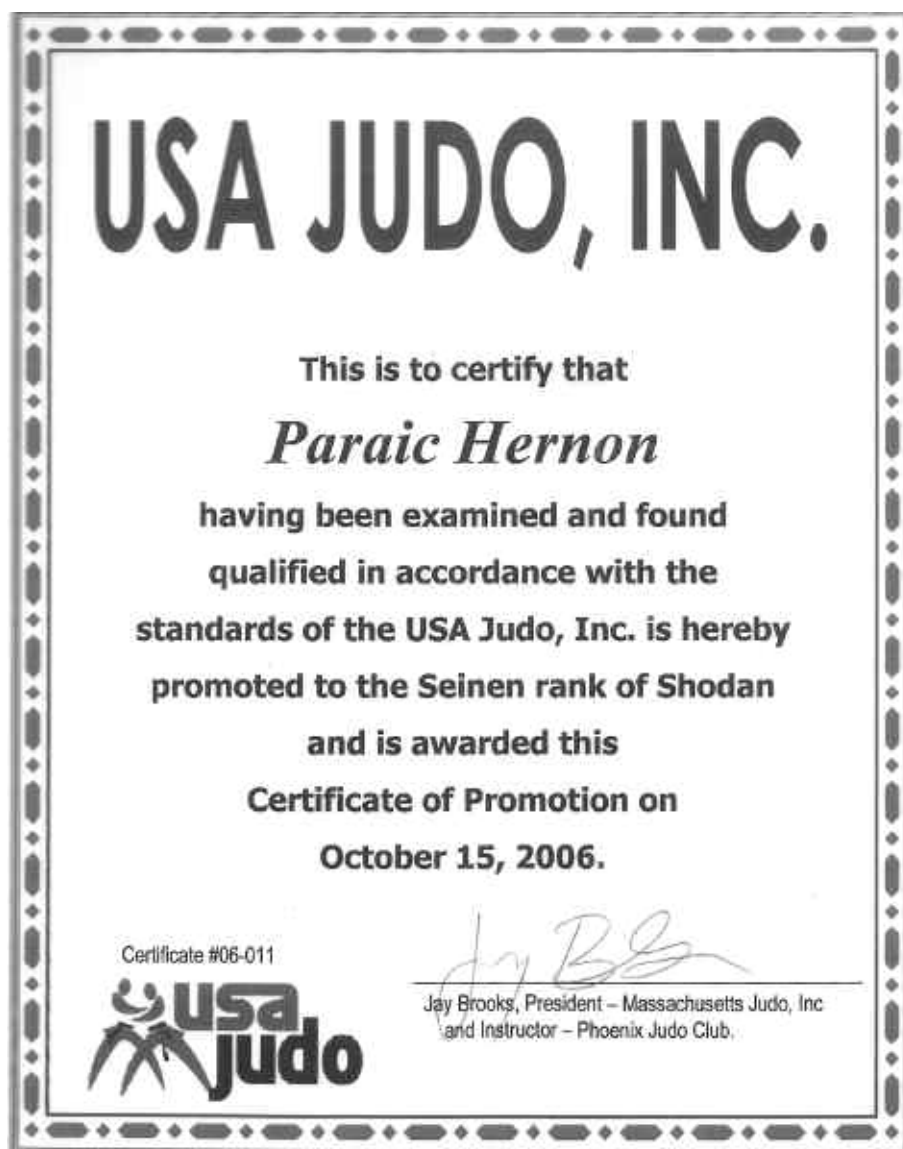 USA JUDO, INC.
This is to certify that
Paraic Hernon
having been examined and found
qualified in accordance with the
standards of the USA Judo, Inc. is hereby
promoted to the Seinen rank of Shodan
and is awarded this
Certificate of Promotion on
October 15, 2006.
Certificate #06-011
usa
judo
Jay Brooks, President – Massachusetts Judo, Inc
and Instructor – Phoenix Judo Club.